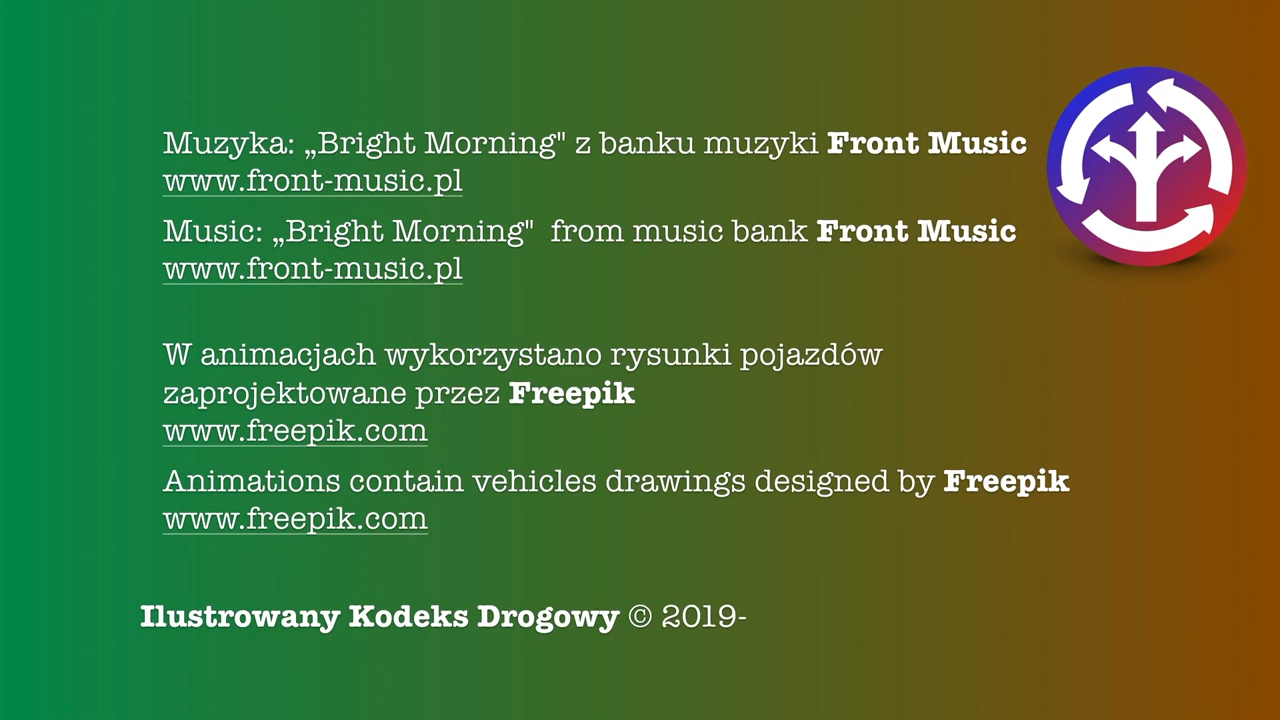 Muzyka: „Bright Morning" z banku muzyki Front Music
www.front-music.pl
Music: „Bright Morning"  from music bank Front Music
www.front-music.pl
W animacjach wykorzystano rysunki pojazdów
zaprojektowane przez Freepik
www.freepik.com
Animations contain vehicles drawings designed by Freepik
www.freepik.com
Ilustrowany Kodeks Drogowy © 2019-